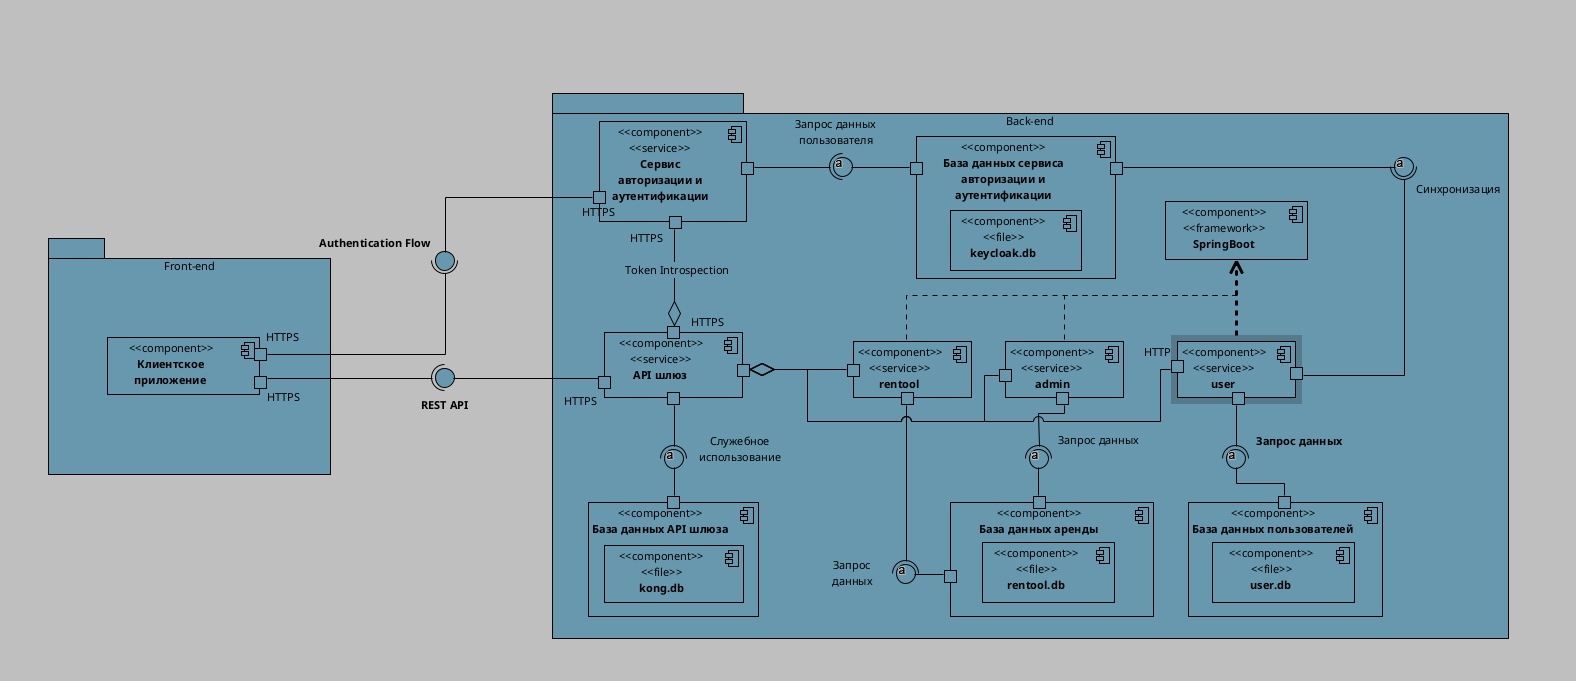 Front-end
<<component>>
Клиентское
приложение
HTTPS
HTTPS
Authentication Flow
REST API
Back-end
<<component>>
<<service>>
Сервис
авторизации и
аутентификации
HTTPS
HTTPS
Запрос данных
пользователя
a
<<component>>
База данных сервиса
авторизации и
аутентификации
<<component>>
<<file>>
keycloak.db
a
Синхронизация
<<component>>
<<framework>>
SpringBoot
Token Introspection
HTTPS
<<component>>
<<service>>
API шлюз
HTTPS
<<component>>
<<service>>
rentool
<<component>>
<<service>>
admin
HTTP
<<component>>
<<service>>
user
a
Служебное
использование
a
Запрос данных
a
Запрос данных
<<component>>
База данных API шлюза
<<component>>
<<file>>
kong.db
Запрос
данных
a
<<component>>
База данных аренды
<<component>>
<<file>>
rentool.db
<<component>>
База данных пользователей
<<component>>
<<file>>
user.db